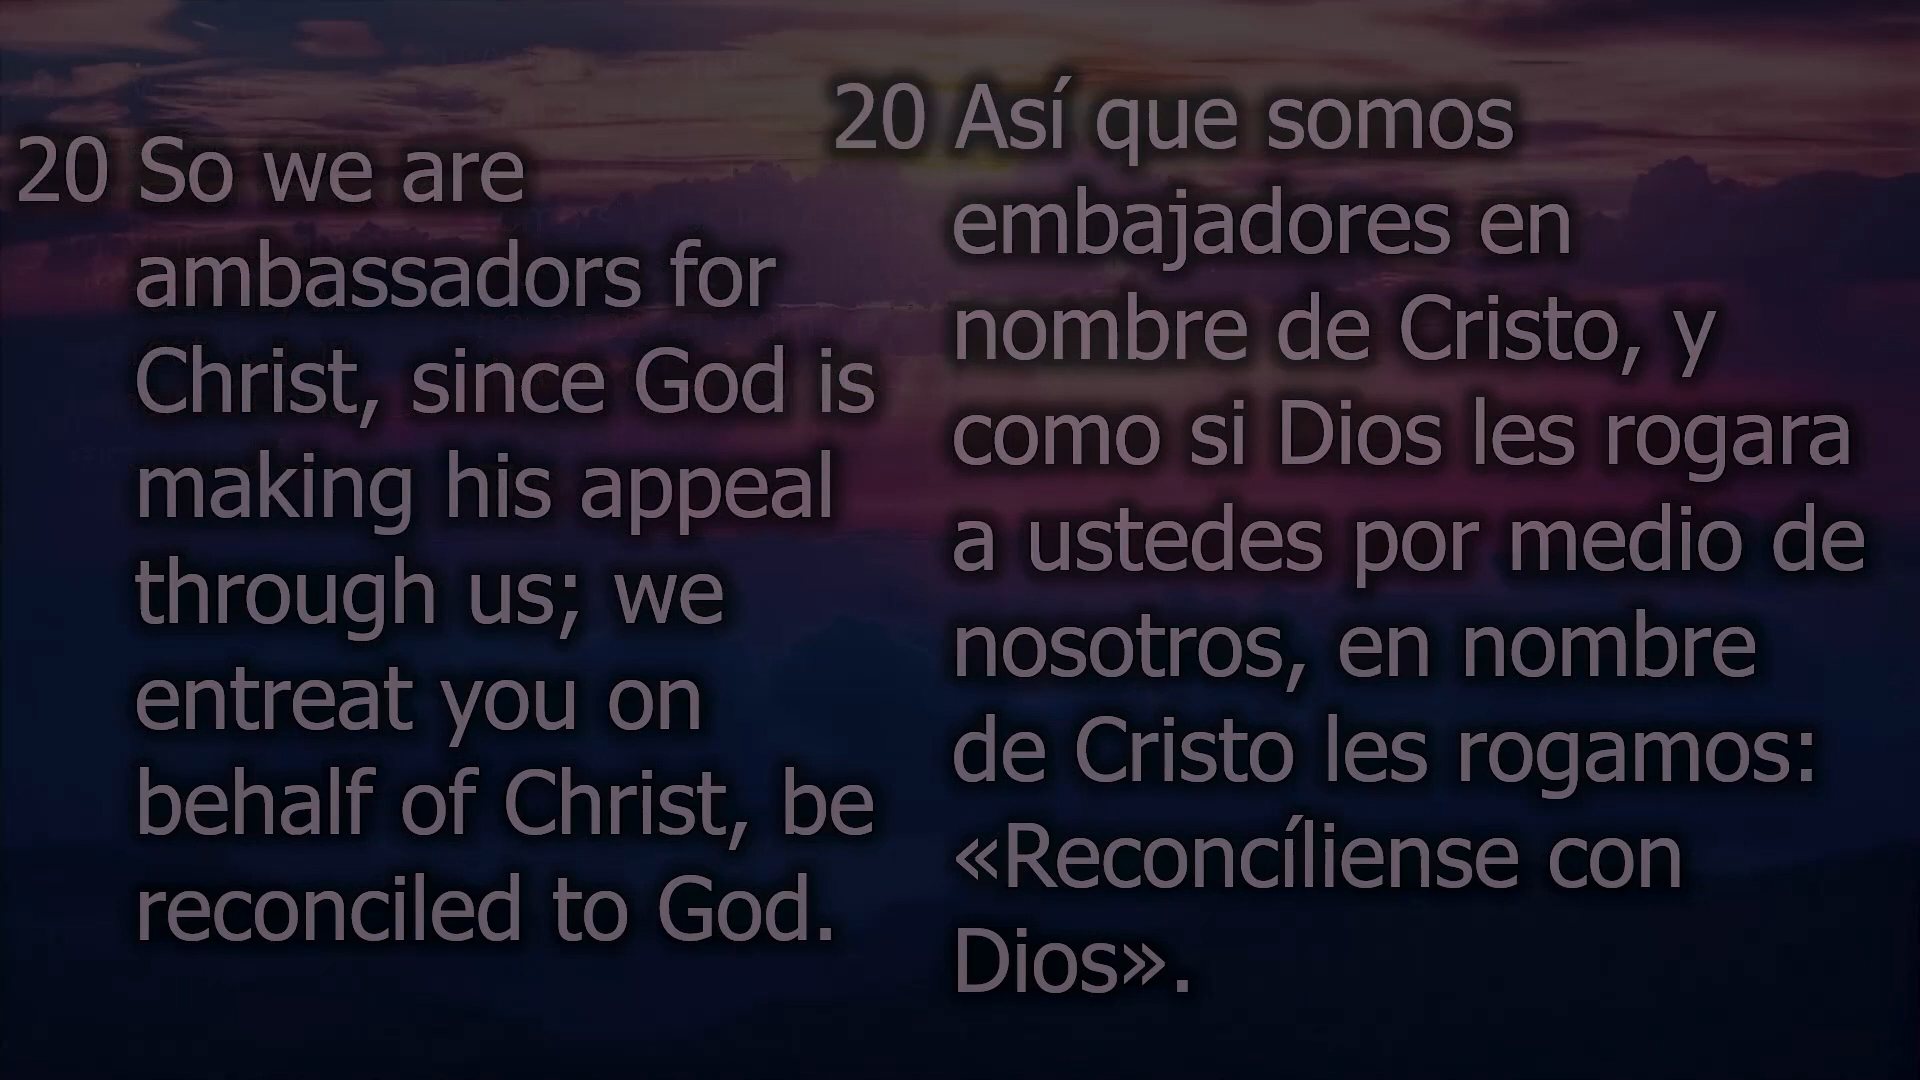 20 So we are
ambassadors for
Christ, since God is
making his appeal
through us; we
entreat you on
behalf of Christ, be
reconciled to God.
20 Así que somos
embajadores en
nombre de Cristo, y
como si Dios les rogara
a ustedes por medio de
nosotros, en nombre
de Cristo les rogamos:
«Reconcíliense con
Dios».